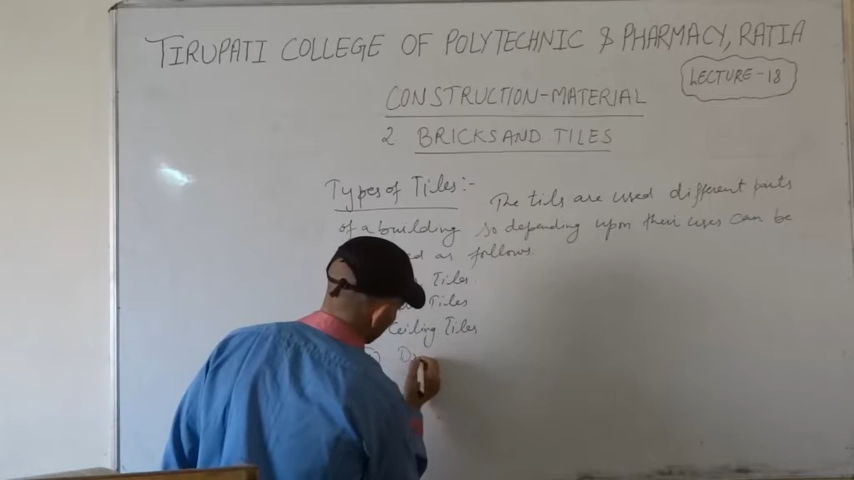 TIRUPATI COLLEGE OF POLYTECHNIC & PHARMACY, RATIA
LECTURE-18
CONSTRUCTION-MATERIAL
2 BRICKS AND TILES
Types of Tiles:- The tils are used different parts
of a building so depending upon their uses can be
as follows.
Tiles.
Tiles
Ceiling Tiles